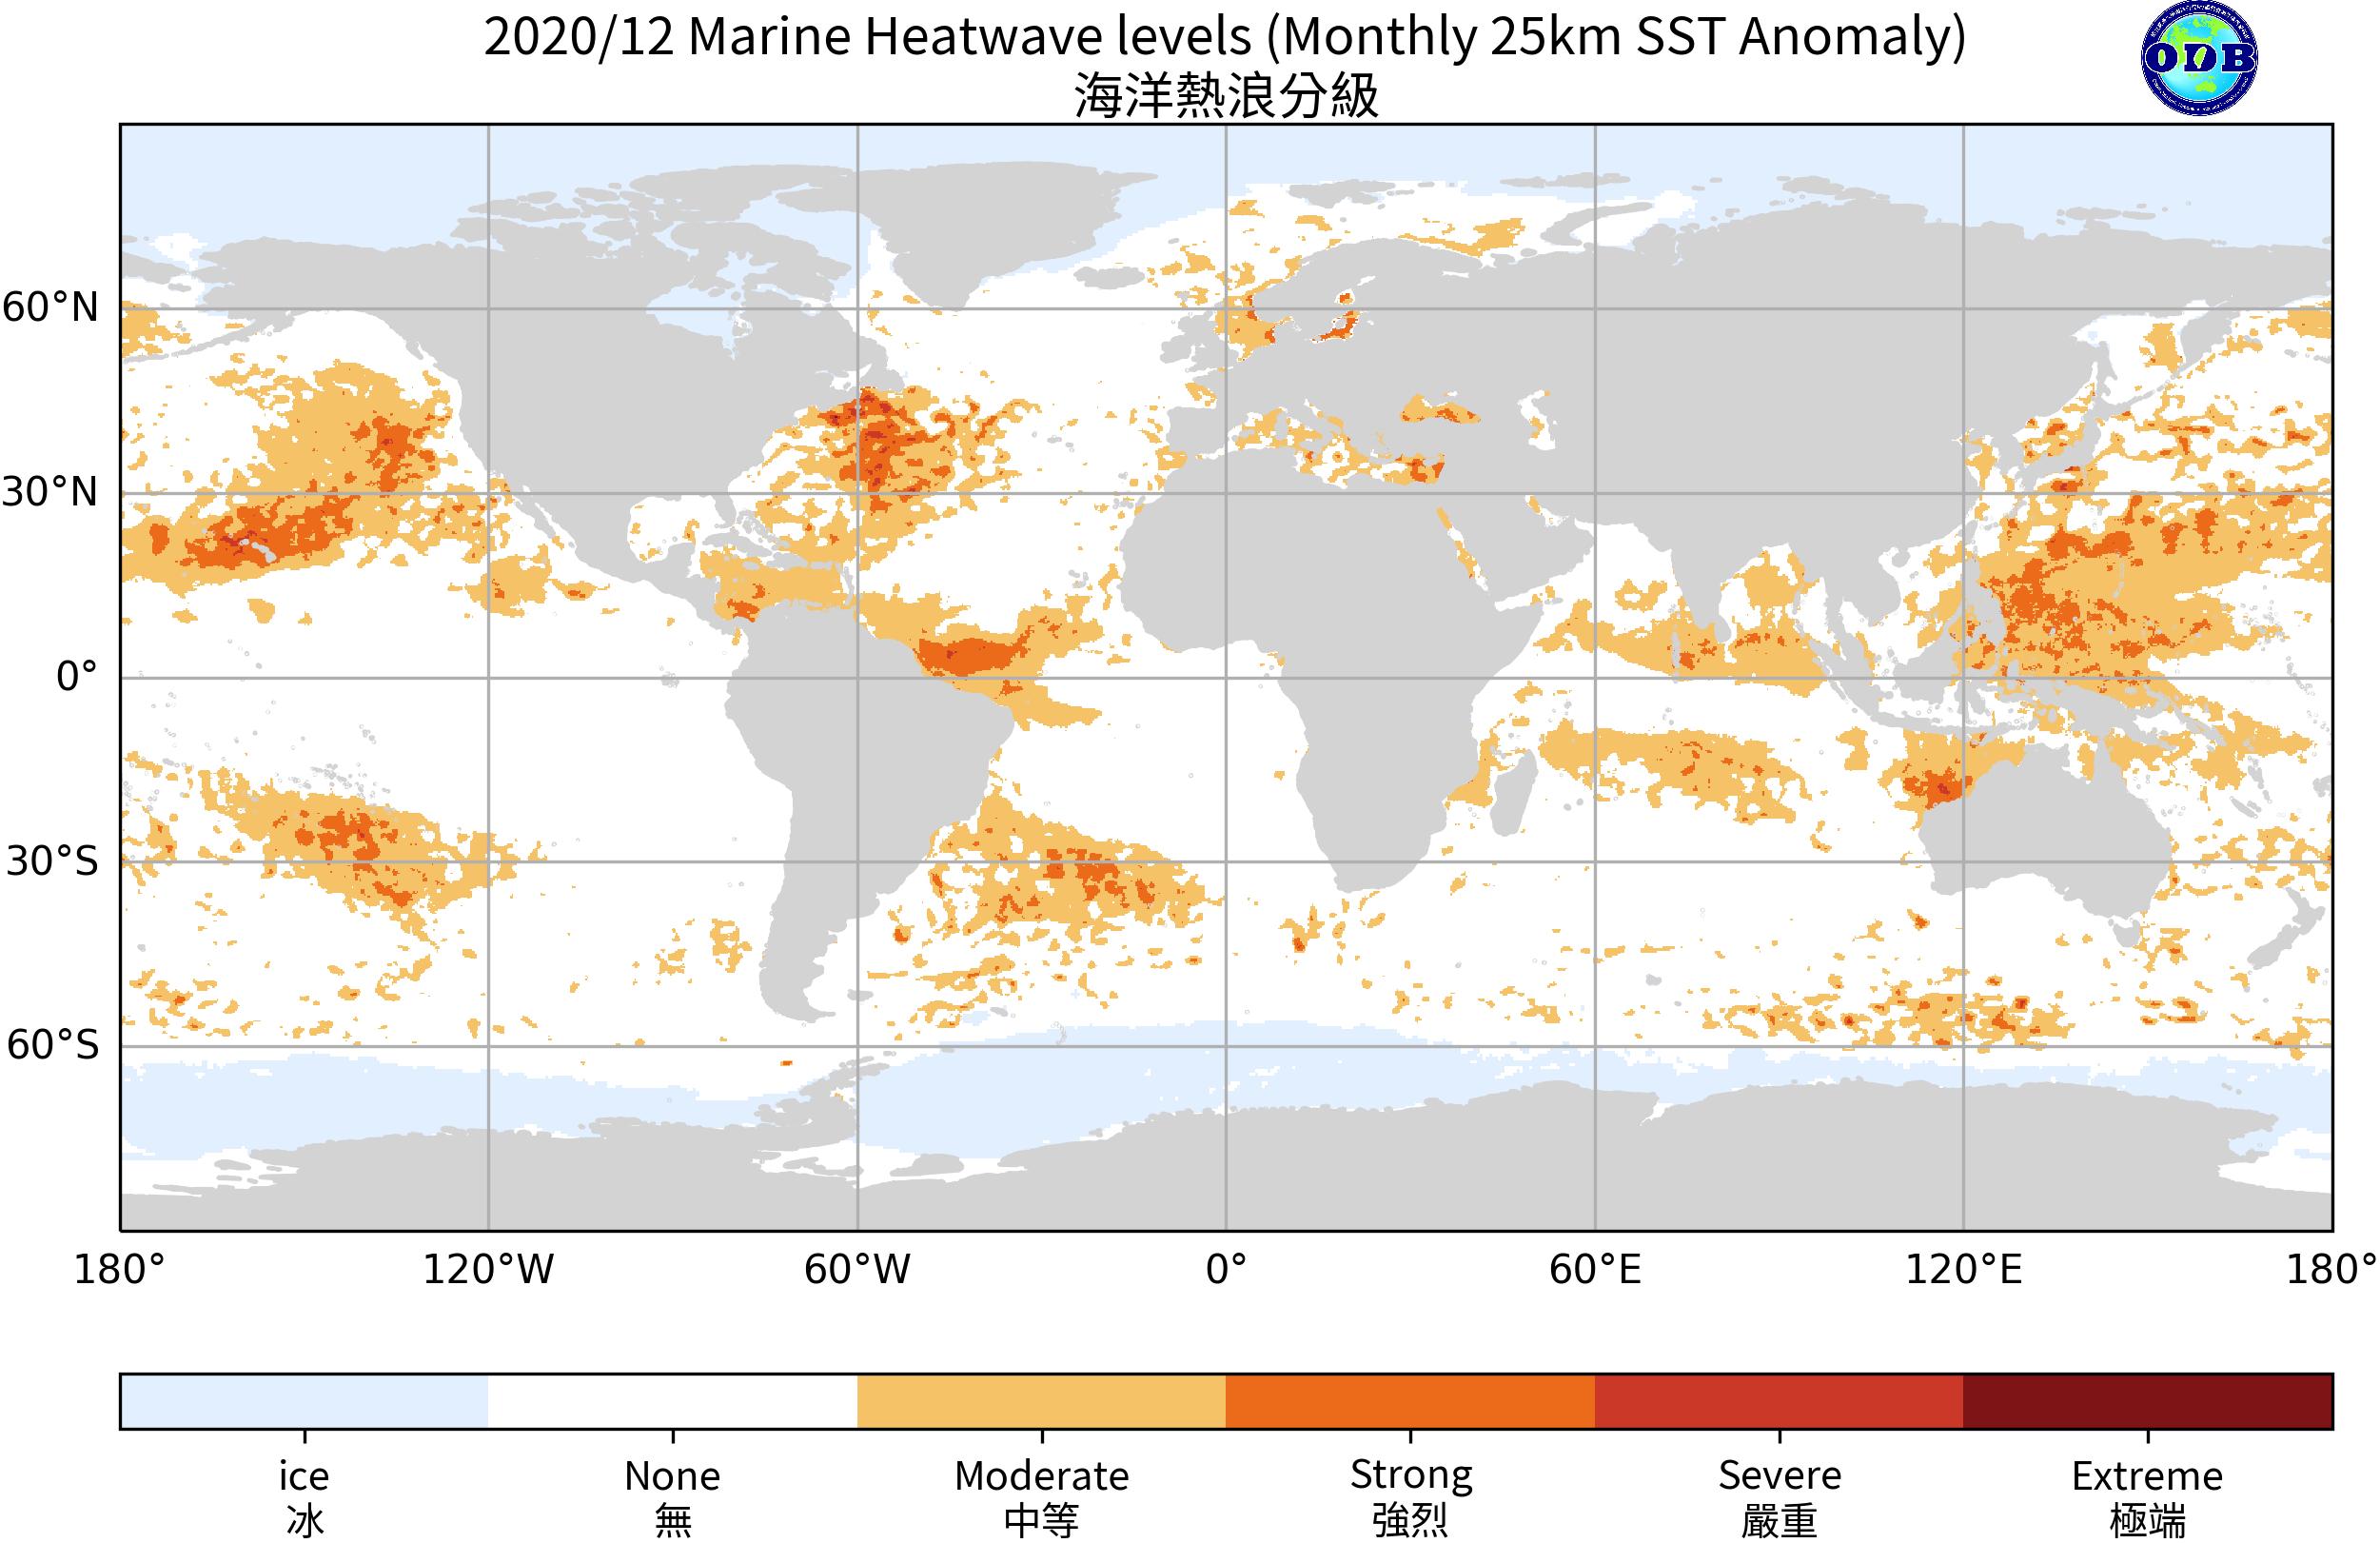 2020/12 Marine Heatwave levels (Monthly 25km SST Anomaly)
海洋熱浪分級
ODB
60°N
30°N
0°
30°S
60°S
180° 120°W 60°W 0° 60°E 120°E 180°
ice None Moderate Strong Severe Extreme
冰 無 中等 強烈 嚴重 極端